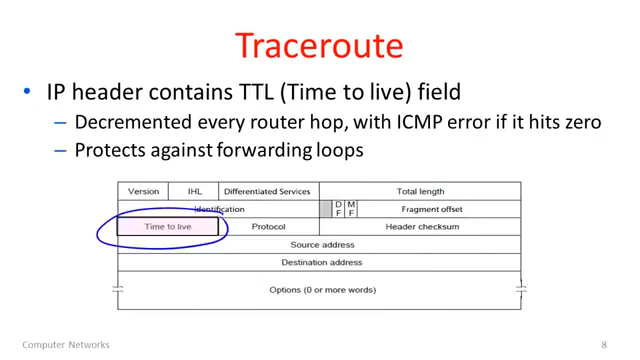 Traceroute
• IP header contains TTL (Time to live) field
– Decremented every router hop, with ICMP error if it hits zero
– Protects against forwarding loops
Version IHL Differentiated Services Total length
Identification D F M F Fragment offset
Time to live Protocol Header checksum
Source address
Destination address
Options (0 or more words)
Computer Networks 8